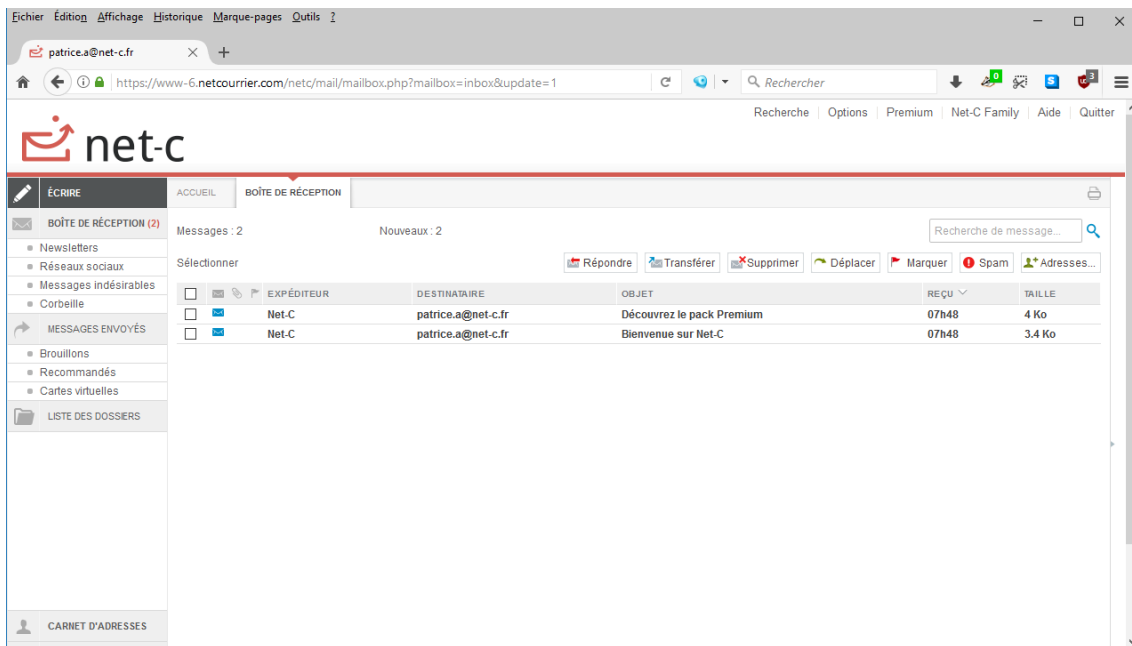 Fichier Édition Affichage Historique Marque-pages Outils ?
patrice.a@net-c.fr
https://www-6.netcourrier.com/netc/mail/mailbox.php?mailbox=inbox&update=1
Rechercher
0
S
3
Recherche Options Premium Net-C Family Aide Quitter
net-c
ÉCRIRE
ACCUEIL BOÎTE DE RÉCEPTION
BOÎTE DE RÉCEPTION (2)
Messages : 2 Nouveaux : 2 Recherche de message...
Newsletters
Réseaux sociaux
Sélectionner Répondre Transférer Supprimer Déplacer Marquer Spam Adresses...
Messages indésirables
Corbeille
EXPÉDITEUR DESTINATAIRE OBJET REÇU TAILLE
Net-C patrice.a@net-c.fr Découvrez le pack Premium 07h48 4 Ko
Net-C patrice.a@net-c.fr Bienvenue sur Net-C 07h48 3.4 Ko
MESSAGES ENVOYÉS
Brouillons
Recommandés
Cartes virtuelles
LISTE DES DOSSIERS
CARNET D'ADRESSES